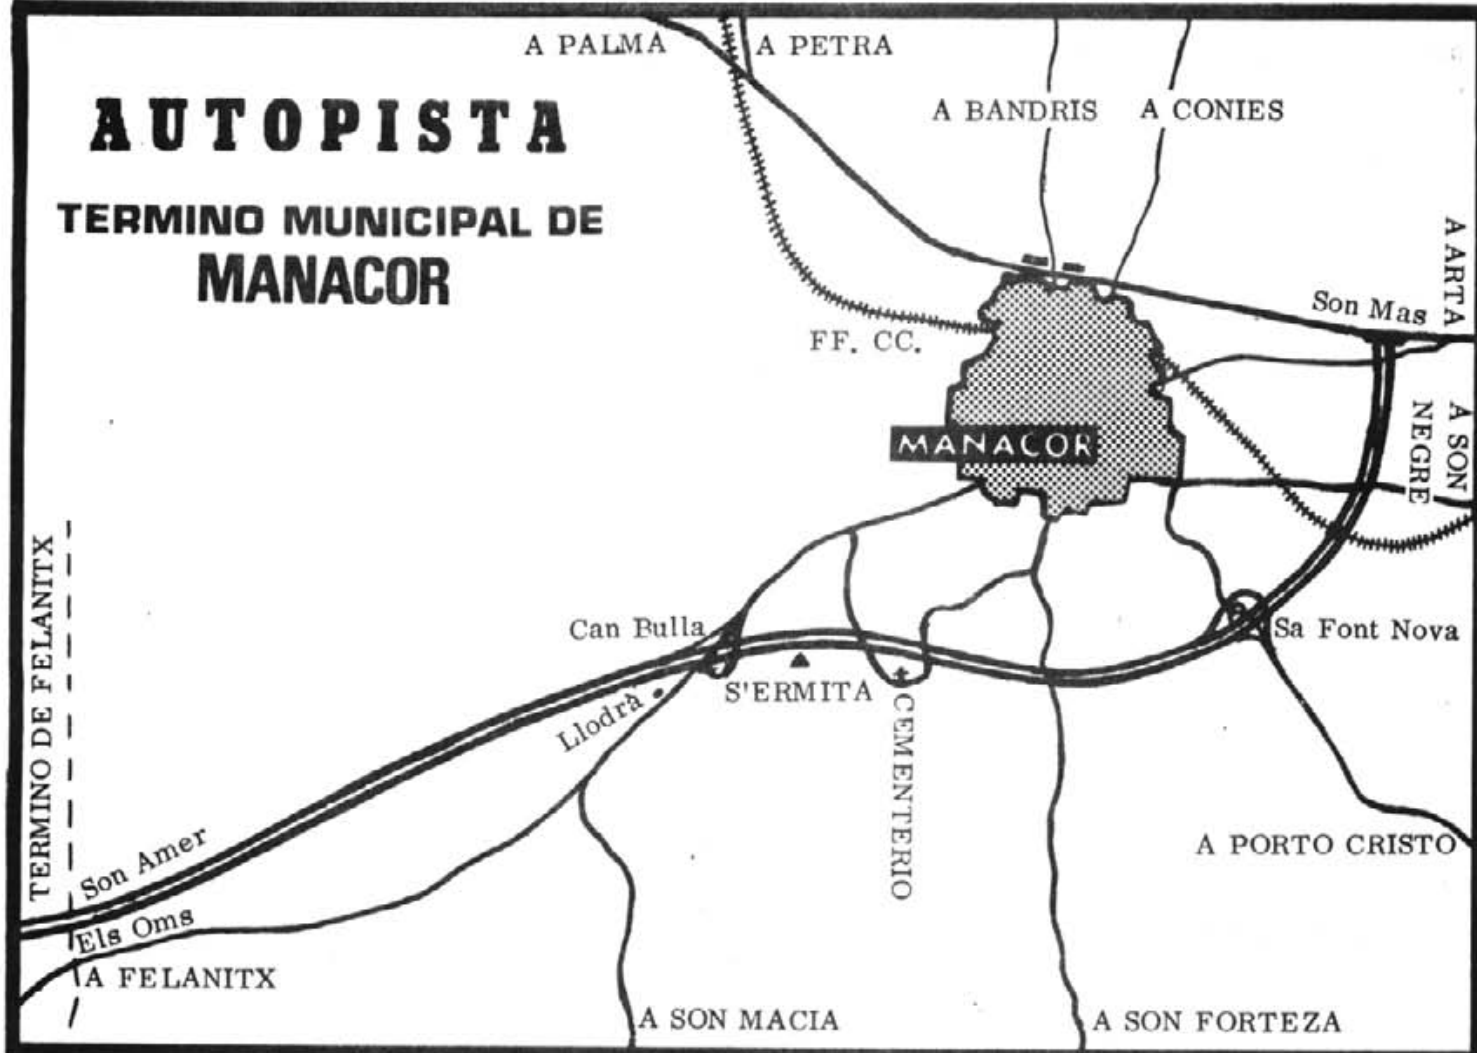 A PALMA
A PETRA
AUTOPISTA
A BANDRIS
A CONIES
TERMINO MUNICIPAL DE
MANACOR
A ARTA
Son Mas
FF. CC.
A SON
NEGRE
MANACOR
TERMINO DE FELANITX
Can Bulla
Sa Font Nova
S'ERMITA
Llodrà
CEMENTERIO
A PORTO CRISTO
Son Amer
Els Oms
A FELANITX
A SON MACIA
A SON FORTEZA